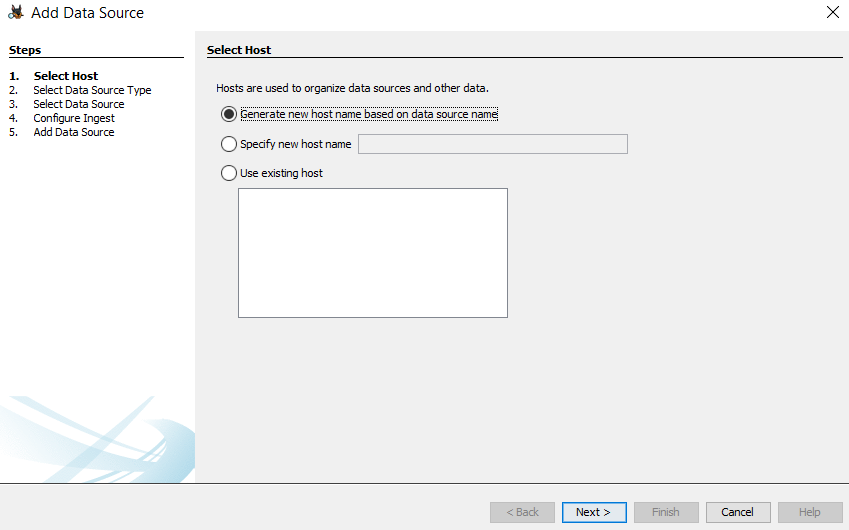 Add Data Source
Steps
1. Select Host
2. Select Data Source Type
3. Select Data Source
4. Configure Ingest
5. Add Data Source
Select Host
Hosts are used to organize data sources and other data.
Generate new host name based on data source name
Specify new host name
Use existing host
< Back
Next >
Finish
Cancel
Help